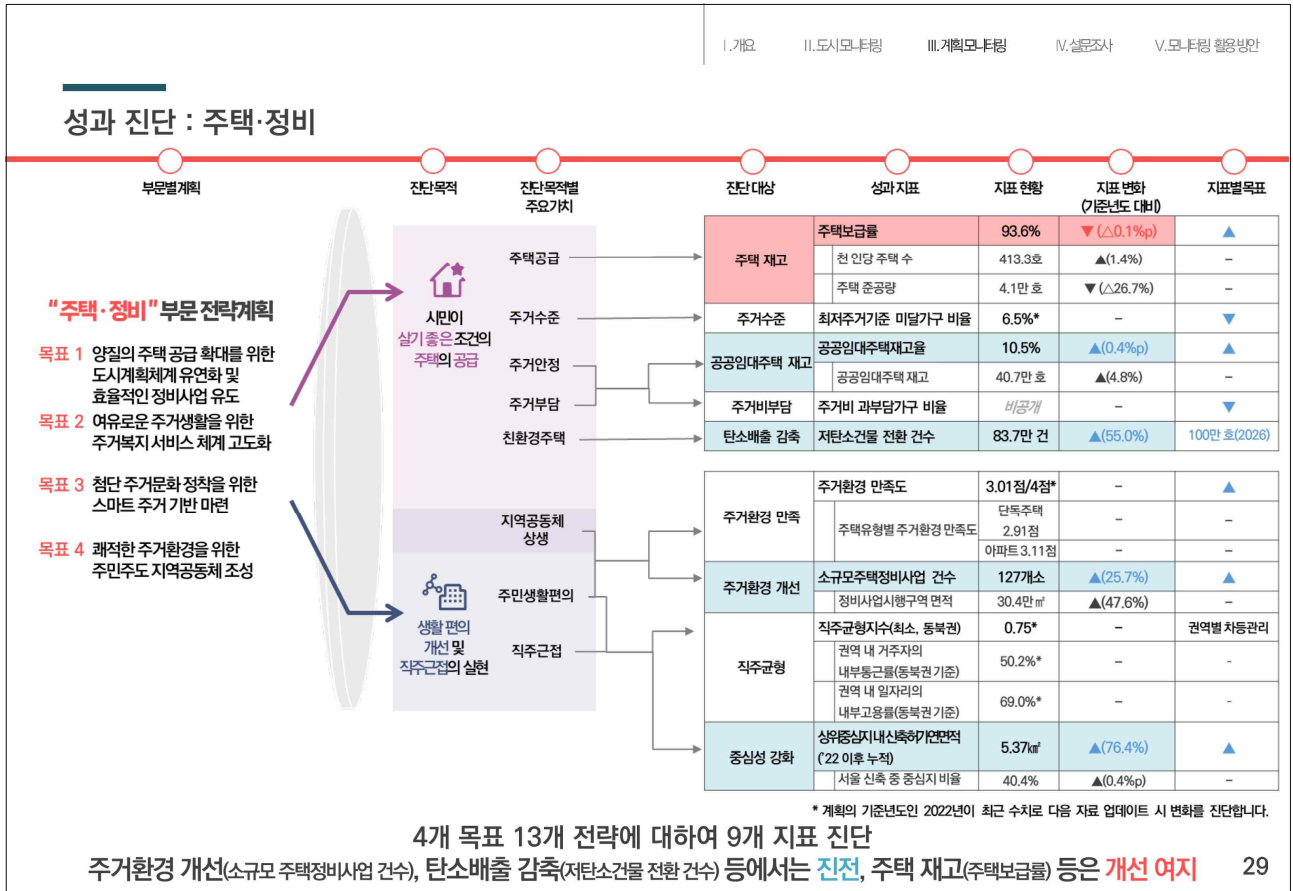 Ⅰ.개요
Ⅱ.도시모니터링
Ⅲ.계획모니터링
Ⅳ.설문조사
Ⅴ.모니터링 활용방안
성과 진단 : 주택·정비
부문별계획
진단목적
진단목적별
주요가치
진단 대상
성과 지표
지표 현황
지표 변화
(기준년도 대비)
지표별목표
"주택·정비" 부문 전략계획
목표 1 양질의 주택 공급 확대를 위한
도시계획체계 유연화 및
효율적인 정비사업 유도
목표 2 여유로운 주거생활을 위한
주거복지 서비스 체계 고도화
목표 3 첨단 주거문화 정착을 위한
스마트 주거 기반 마련
목표 4 쾌적한 주거환경을 위한
주민주도 지역공동체 조성
시민이
살기 좋은 조건의
주택의 공급
생활 편의
개선 및
직주근접의 실현
주택공급
주거수준
주거안정
주거부담
친환경주택
지역공동체
상생
주민생활편의
직주근접
주택 재고
주택보급률 93.6% ▼(△0.1%p) ▲
천 인당 주택 수 413.3호 ▲(1.4%) –
주택 준공량 4.1만 호 ▼(△26.7%) –
주거수준 최저주거기준 미달가구 비율 6.5%* – ▼
공공임대주택 재고
공공임대주택재고율 10.5% ▲(0.4%p) ▲
공공임대주택 재고 40.7만 호 ▲(4.8%) –
주거비부담 주거비 과부담가구 비율 비공개 – ▼
탄소배출 감축 저탄소건물 전환 건수 83.7만 건 ▲(55.0%) 100만 호(2026)
주거환경 만족
주거환경 만족도 3.01점/4점* – ▲
주택유형별 주거환경 만족도
단독주택
2.91점 – –
아파트 3.11점 – –
주거환경 개선
소규모주택정비사업 건수 127개소 ▲(25.7%) ▲
정비사업시행구역 면적 30.4만㎡ ▲(47.6%) –
직주균형
직주균형지수(최소, 동북권) 0.75* – 권역별 차등관리
권역 내 거주자의
내부통근률(동북권 기준) 50.2%* – -
권역 내 일자리의
내부고용률(동북권 기준) 69.0%* – -
중심성 강화
상위중심지 내 신축허가연면적
('22 이후 누적) 5.37㎢ ▲(76.4%) ▲
서울 신축 중 중심지 비율 40.4% ▲(0.4%p) –
* 계획의 기준년도인 2022년이 최근 수치로 다음 자료 업데이트 시 변화를 진단합니다.
4개 목표 13개 전략에 대하여 9개 지표 진단
주거환경 개선(소규모 주택정비사업 건수), 탄소배출 감축(저탄소건물 전환 건수) 등에서는 진전, 주택 재고(주택보급률) 등은 개선 여지
29